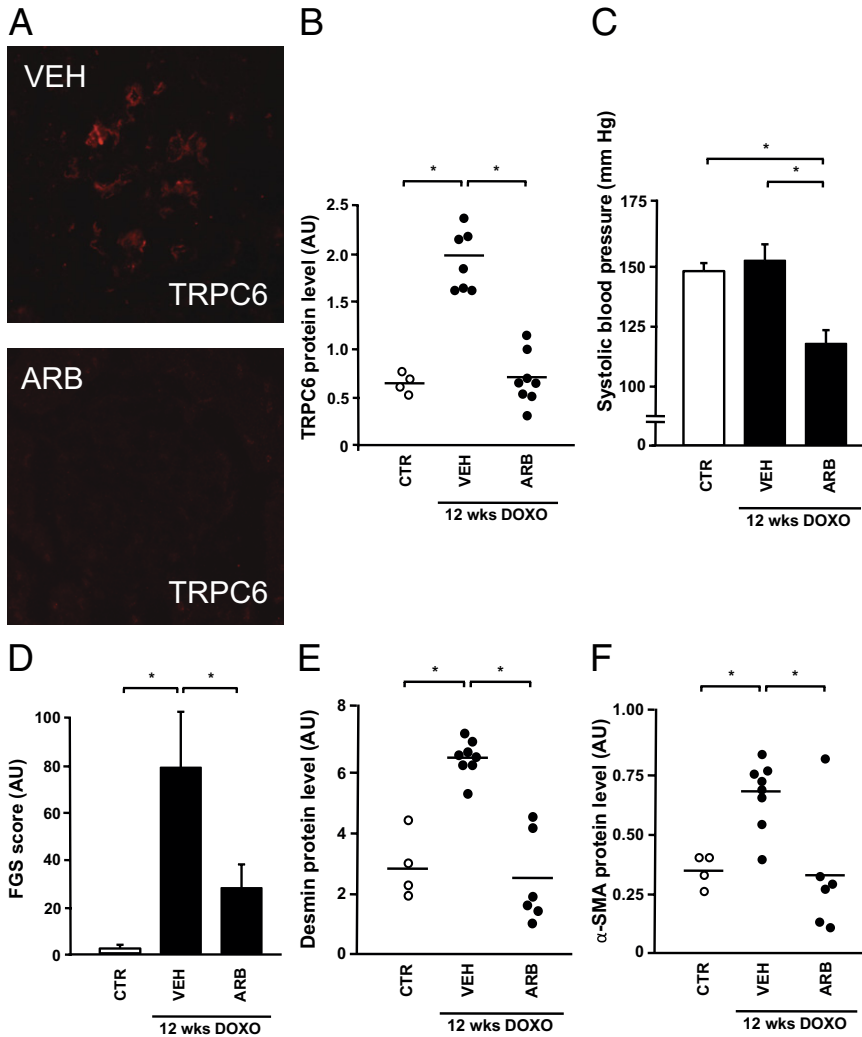 A
VEH
TRPC6
ARB
TRPC6
B
*
*
TRPC6 protein level (AU)
2.5
2.0
1.5
1.0
0.5
0
CTR
VEH
ARB
12 wks DOXO
C
*
*
Systolic blood pressure (mm Hg)
175
150
125
100
0
CTR
VEH
ARB
12 wks DOXO
D
*
*
FGS score (AU)
100
80
60
40
20
0
CTR
VEH
ARB
12 wks DOXO
E
*
*
Desmin protein level (AU)
8
6
4
2
0
CTR
VEH
ARB
12 wks DOXO
F
*
*
α-SMA protein level (AU)
1.00
0.75
0.50
0.25
0
CTR
VEH
ARB
12 wks DOXO